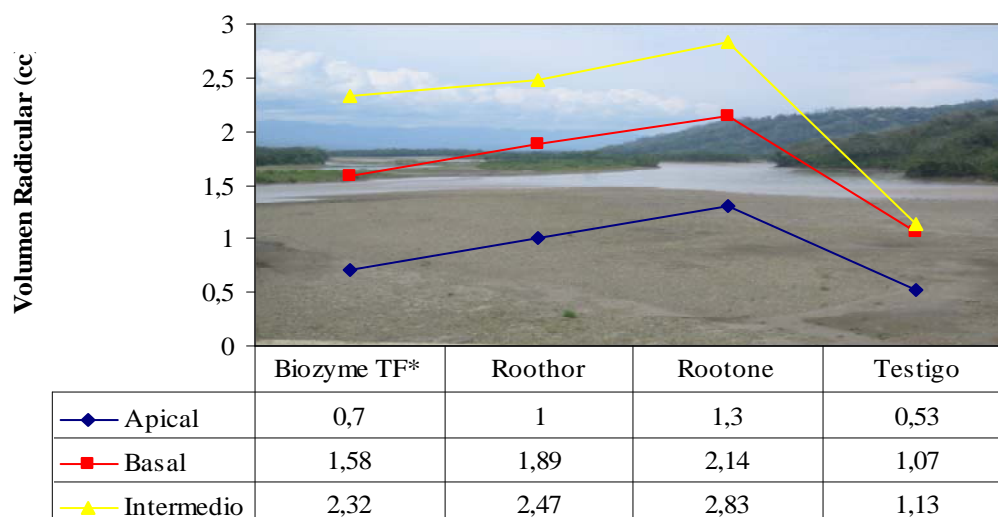 Volumen Radicular (cc
3
2,5
2
1,5
1
0,5
0
Biozyme TF* Roothor Rootone Testigo
Apical 0,7 1 1,3 0,53
Basal 1,58 1,89 2,14 1,07
Intermedio 2,32 2,47 2,83 1,13